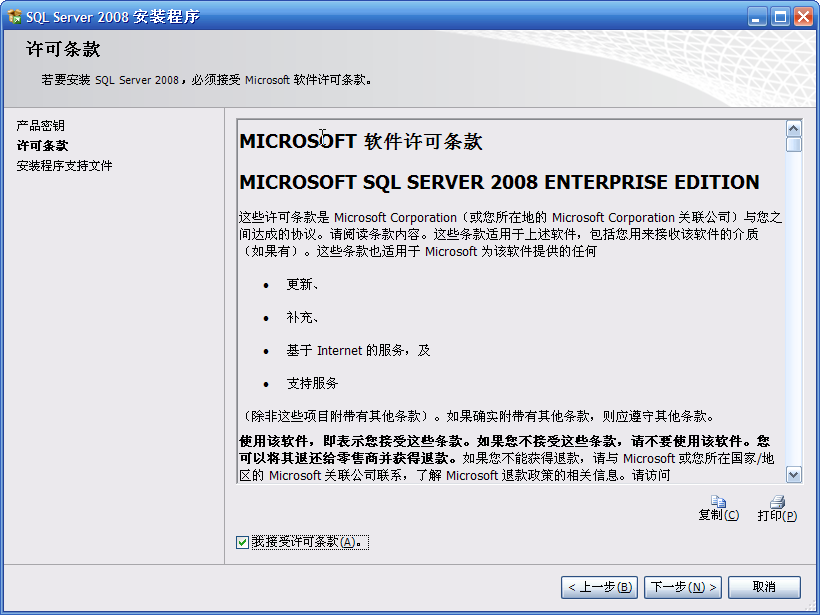 SQL Server 2008 安装程序
许可条款
若要安装 SQL Server 2008，必须接受 Microsoft 软件许可条款。
产品密钥
许可条款
安装程序支持文件
MICROSOFT 软件许可条款
MICROSOFT SQL SERVER 2008 ENTERPRISE EDITION
这些许可条款是 Microsoft Corporation（或您所在地的 Microsoft Corporation 关联公司）与您之
间达成的协议。请阅读条款内容。这些条款适用于上述软件，包括您用来接收该软件的介质
（如果有）。这些条款也适用于 Microsoft 为该软件提供的任何
• 更新、
• 补充、
• 基于 Internet 的服务，及
• 支持服务
（除非这些项目附带有其他条款）。如果确实附带有其他条款，则应遵守其他条款。
使用该软件，即表示您接受这些条款。如果您不接受这些条款，请不要使用该软件。您
可以将其退还给零售商并获得退款。如果您不能获得退款，请与 Microsoft 或您所在国家/地
区的 Microsoft 关联公司联系，了解 Microsoft 退款政策的相关信息。请访问
复制(C) 打印(P)
我接受许可条款(A)。
< 上一步(B) 下一步(N) > 取消